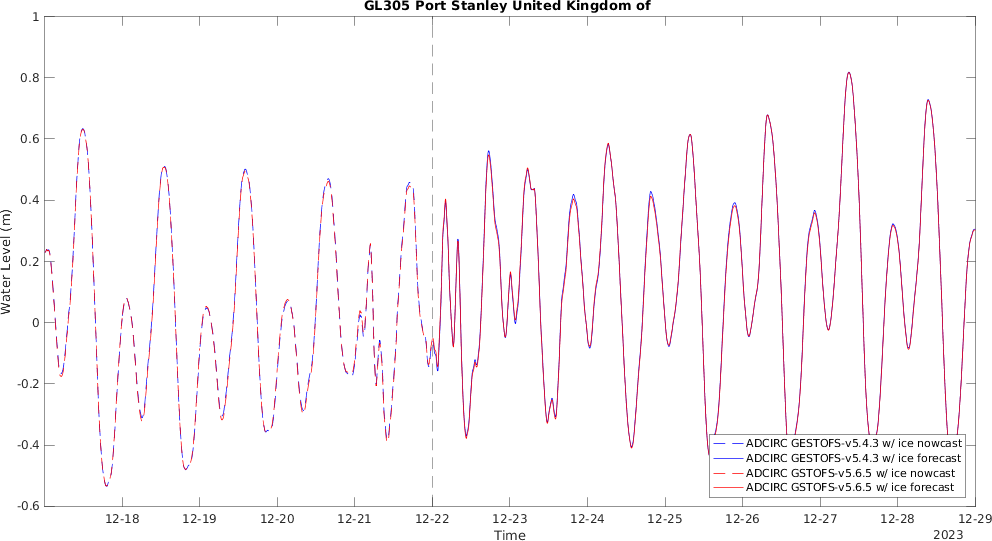 GL305 Port Stanley United Kingdom of
1
0.8
0.6
0.4
0.2
0
-0.2
-0.4
-0.6
Water Level (m)
ADCIRC GESTOFS-v5.4.3 w/ ice nowcast
ADCIRC GESTOFS-v5.4.3 w/ ice forecast
ADCIRC GSTOFS-v5.6.5 w/ ice nowcast
ADCIRC GSTOFS-v5.6.5 w/ ice forecast
12-18 12-19 12-20 12-21 12-22 12-23 12-24 12-25 12-26 12-27 12-28 12-29
Time
2023